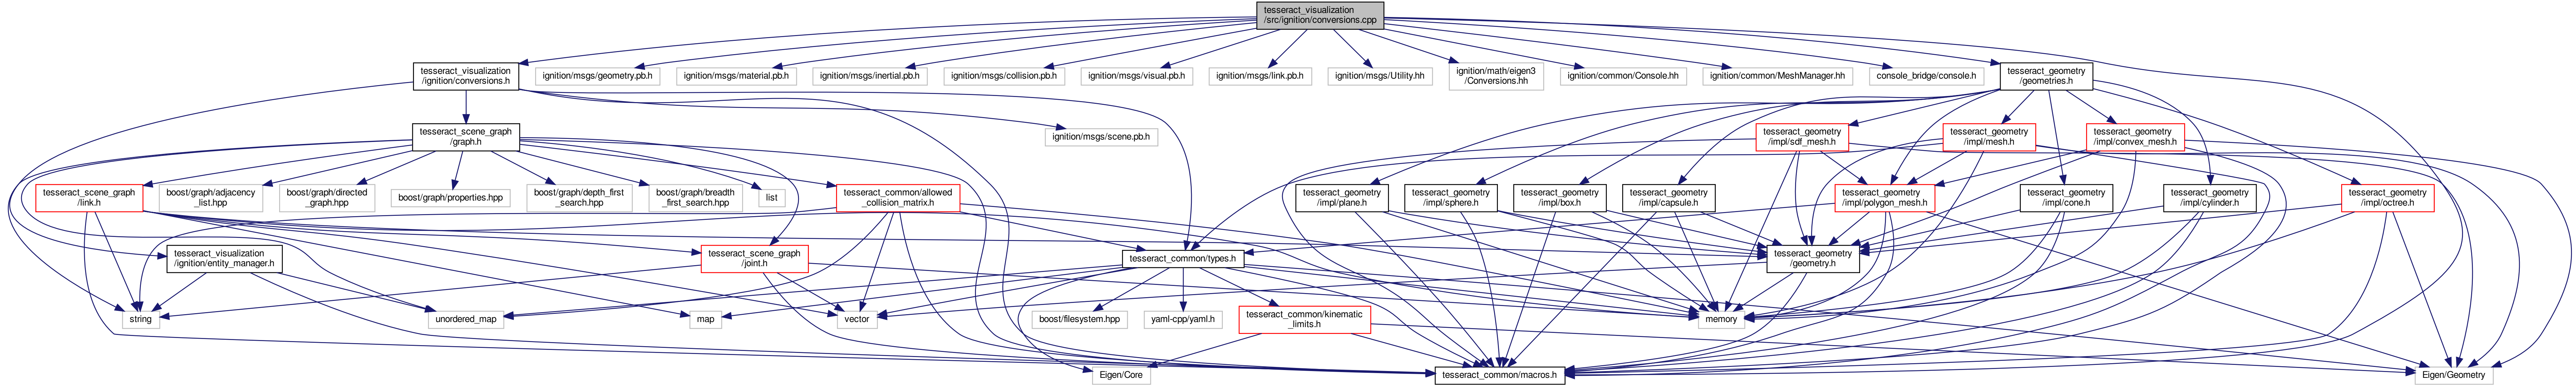 tesseract_visualization
/src/ignition/conversions.cpp
tesseract_visualization
/ignition/conversions.h
ignition/msgs/geometry.pb.h
ignition/msgs/material.pb.h
ignition/msgs/inertial.pb.h
ignition/msgs/collision.pb.h
ignition/msgs/visual.pb.h
ignition/msgs/link.pb.h
ignition/msgs/Utility.hh
ignition/math/eigen3
/Conversions.hh
ignition/common/Console.hh
ignition/common/MeshManager.hh
console_bridge/console.h
tesseract_geometry
/geometries.h
tesseract_scene_graph
/graph.h
ignition/msgs/scene.pb.h
tesseract_geometry
/impl/sdf_mesh.h
tesseract_geometry
/impl/mesh.h
tesseract_geometry
/impl/convex_mesh.h
tesseract_scene_graph
/link.h
boost/graph/adjacency
_list.hpp
boost/graph/directed
_graph.hpp
boost/graph/properties.hpp
boost/graph/depth_first
_search.hpp
boost/graph/breadth
_first_search.hpp
list
tesseract_common/allowed
_collision_matrix.h
tesseract_geometry
/impl/plane.h
tesseract_geometry
/impl/sphere.h
tesseract_geometry
/impl/box.h
tesseract_geometry
/impl/capsule.h
tesseract_geometry
/impl/polygon_mesh.h
tesseract_geometry
/impl/cone.h
tesseract_geometry
/impl/cylinder.h
tesseract_geometry
/impl/octree.h
tesseract_visualization
/ignition/entity_manager.h
tesseract_scene_graph
/joint.h
tesseract_common/types.h
tesseract_geometry
/geometry.h
string
unordered_map
map
vector
boost/filesystem.hpp
yaml-cpp/yaml.h
tesseract_common/kinematic
_limits.h
memory
Eigen/Core
tesseract_common/macros.h
Eigen/Geometry